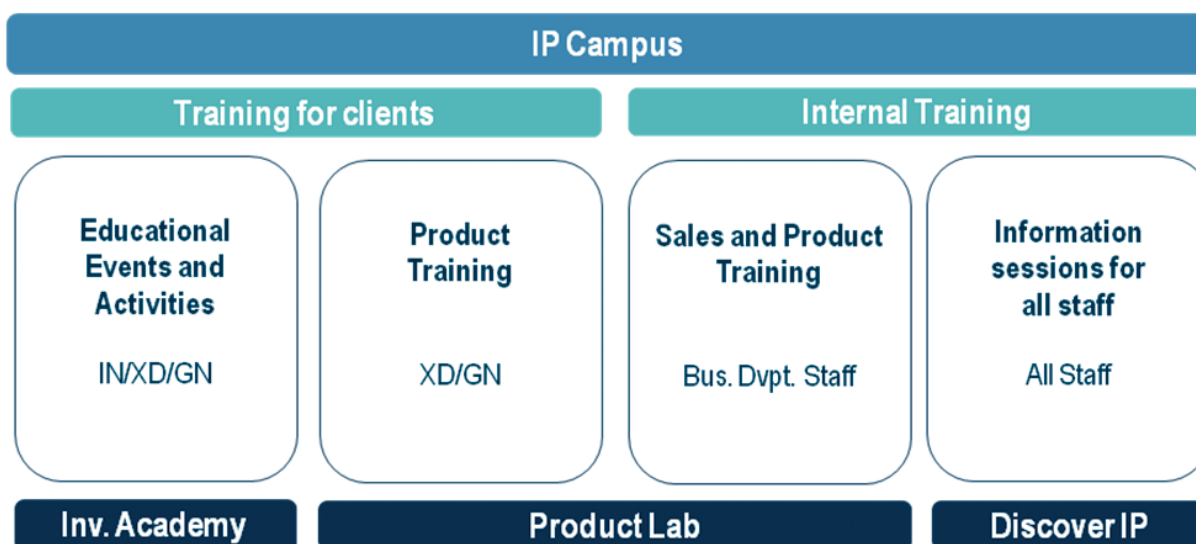 IP Campus
Training for clients
Internal Training
Educational
Events and
Activities
IN/XD/GN
Product
Training
XD/GN
Sales and Product
Training
Bus. Dvpt. Staff
Information
sessions for
all staff
All Staff
Inv. Academy
Product Lab
Discover IP